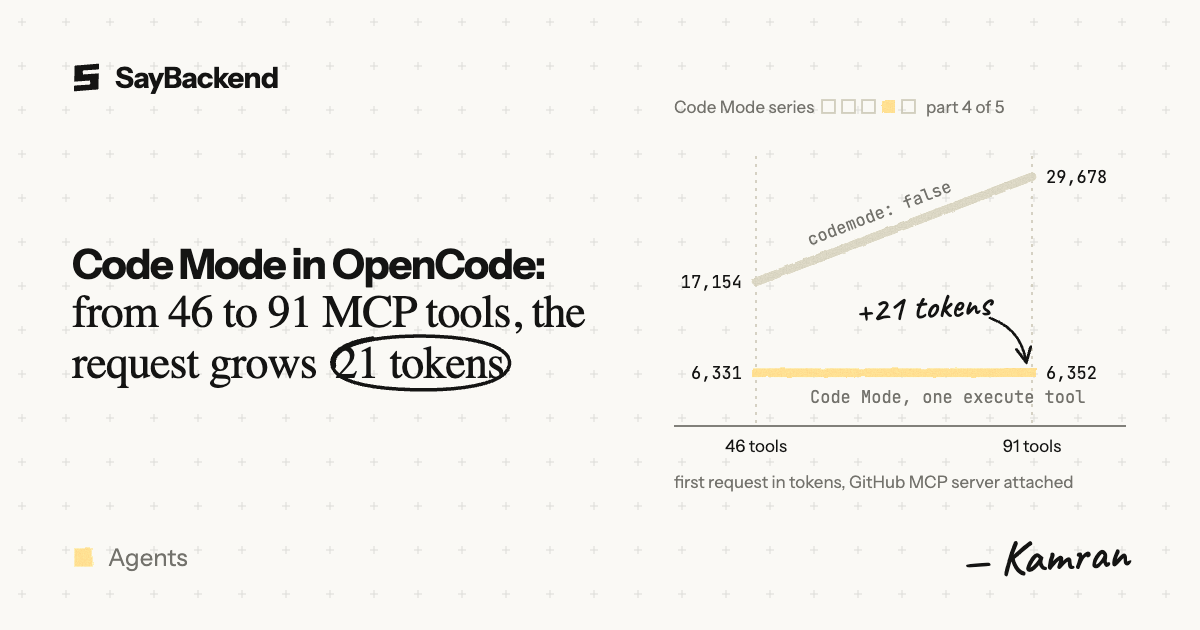 SayBackend
Code Mode series part 4 of 5
Code Mode in OpenCode:
from 46 to 91 MCP tools, the
request grows 21 tokens
29,678
codemode: false
17,154
+21 tokens
6,331
6,352
Code Mode, one execute tool
46 tools
91 tools
first request in tokens, GitHub MCP server attached
Agents
– Kamran